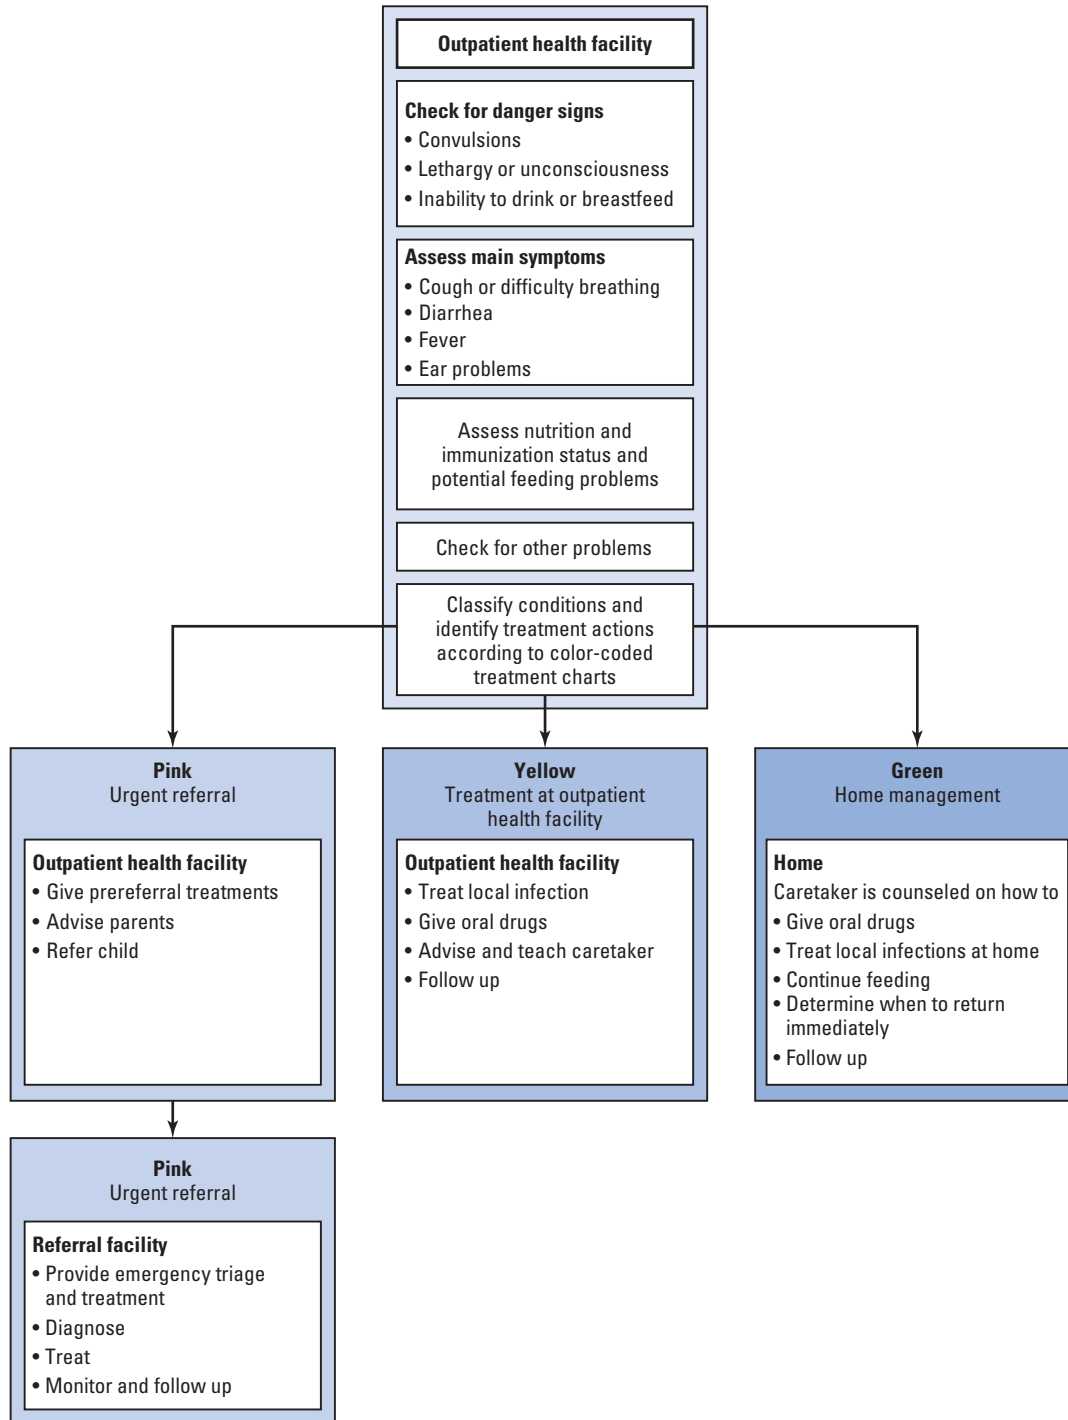 Outpatient health facility
Check for danger signs
• Convulsions
• Lethargy or unconsciousness
• Inability to drink or breastfeed
Assess main symptoms
• Cough or difficulty breathing
• Diarrhea
• Fever
• Ear problems
Assess nutrition and
immunization status and
potential feeding problems
Check for other problems
Classify conditions and
identify treatment actions
according to color-coded
treatment charts
Pink
Urgent referral
Outpatient health facility
• Give prereferral treatments
• Advise parents
• Refer child
Yellow
Treatment at outpatient
health facility
Outpatient health facility
• Treat local infection
• Give oral drugs
• Advise and teach caretaker
• Follow up
Green
Home management
Home
Caretaker is counseled on how to
• Give oral drugs
• Treat local infections at home
• Continue feeding
• Determine when to return
immediately
• Follow up
Pink
Urgent referral
Referral facility
• Provide emergency triage
and treatment
• Diagnose
• Treat
• Monitor and follow up